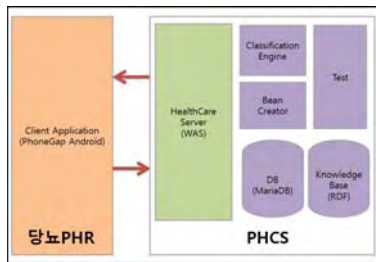 Client Application
(PhoneGap Android)
당뇨PHR
HealthCare
Server
(WAS)
Classification
Engine
Bean
Creator
Test
DB
(MariaDB)
Knowledge
Base
(RDF)
PHCS